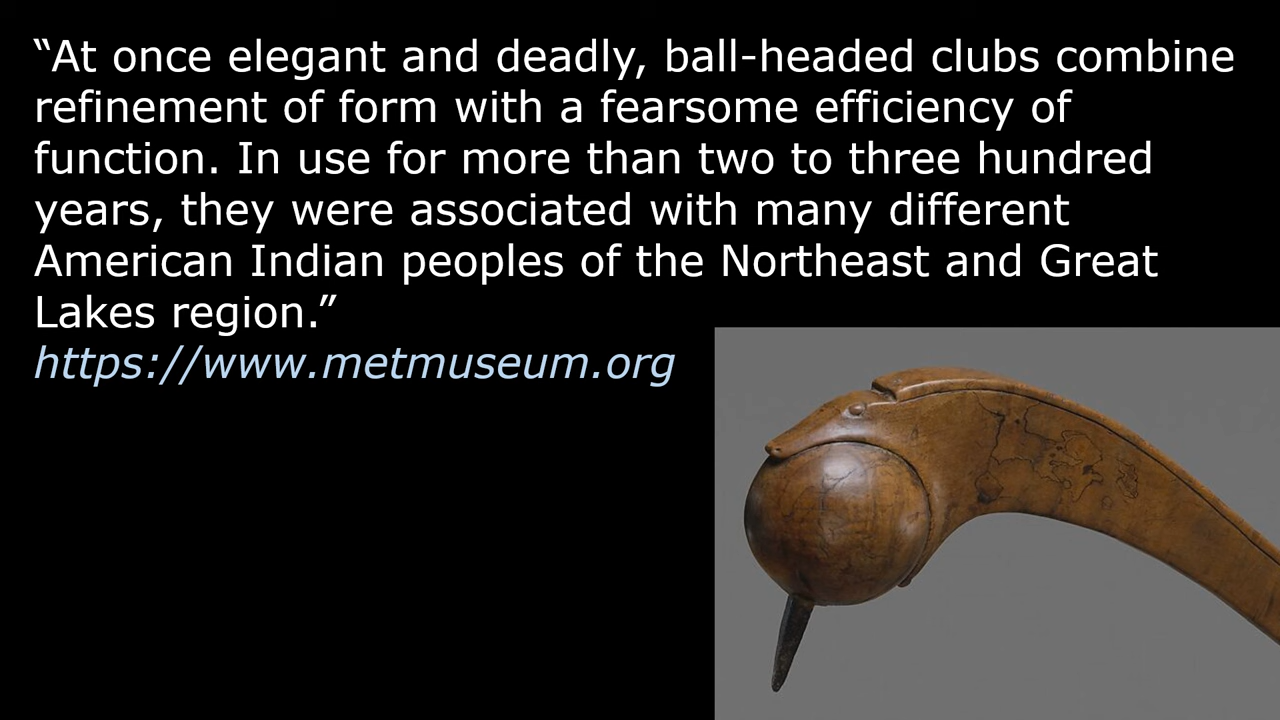 “At once elegant and deadly, ball-headed clubs combine
refinement of form with a fearsome efficiency of
function. In use for more than two to three hundred
years, they were associated with many different
American Indian peoples of the Northeast and Great
Lakes region.”
https://www.metmuseum.org